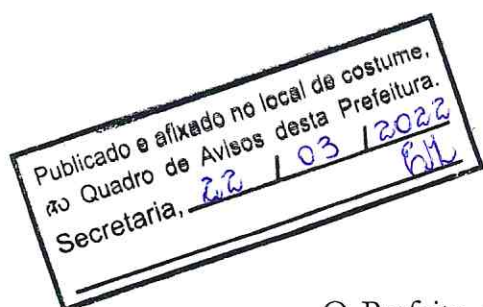 Publicado e afixado no local de costume,
ao Quadro de Avisos desta Prefeitura.
Secretaria, 22 / 03 / 2022
O Prefeito